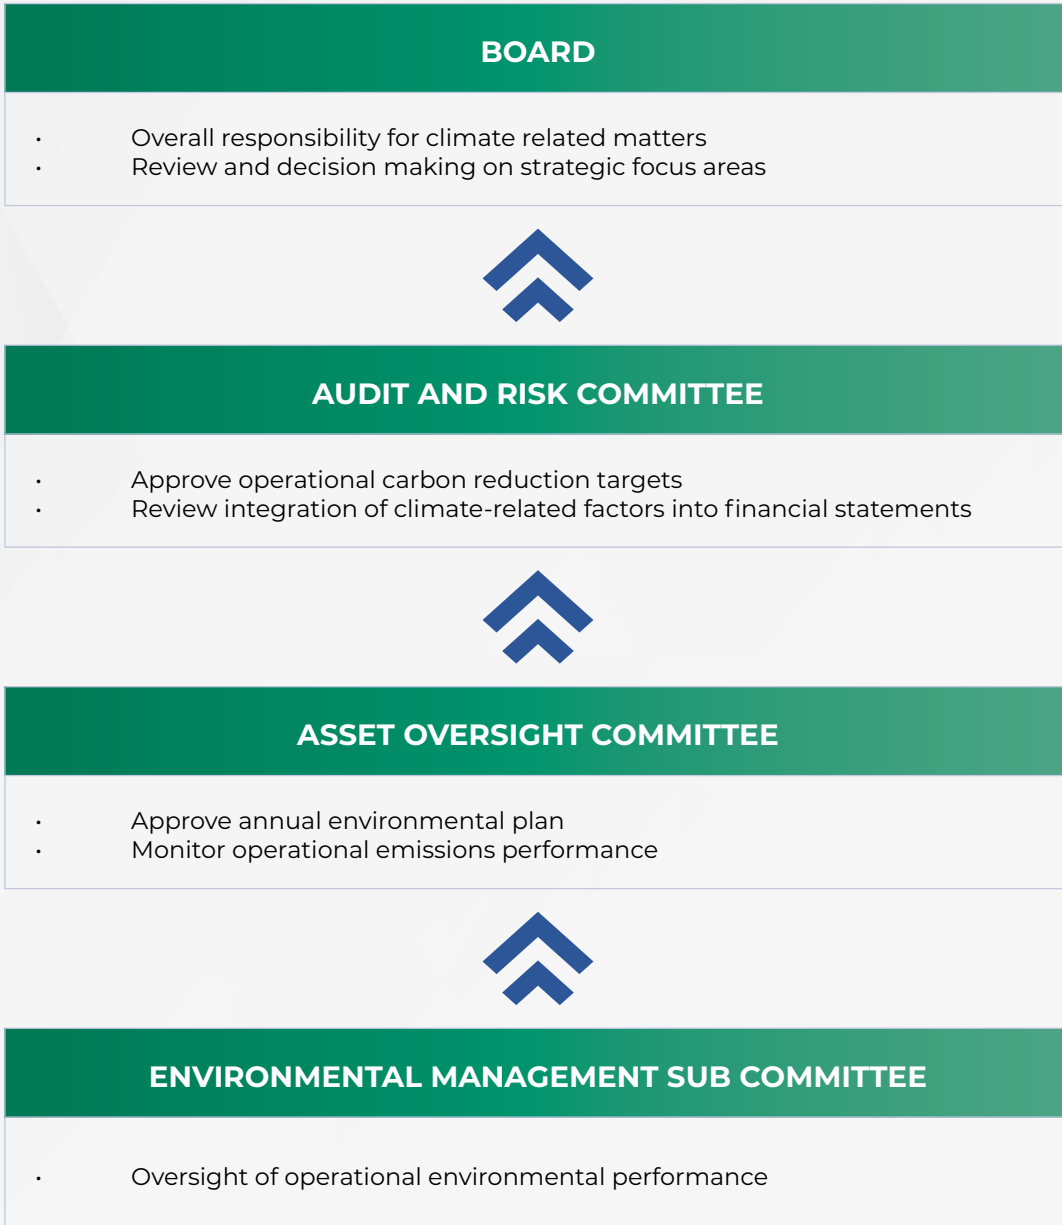 BOARD
• Overall responsibility for climate related matters
• Review and decision making on strategic focus areas
AUDIT AND RISK COMMITTEE
• Approve operational carbon reduction targets
• Review integration of climate-related factors into financial statements
ASSET OVERSIGHT COMMITTEE
• Approve annual environmental plan
• Monitor operational emissions performance
ENVIRONMENTAL MANAGEMENT SUB COMMITTEE
• Oversight of operational environmental performance